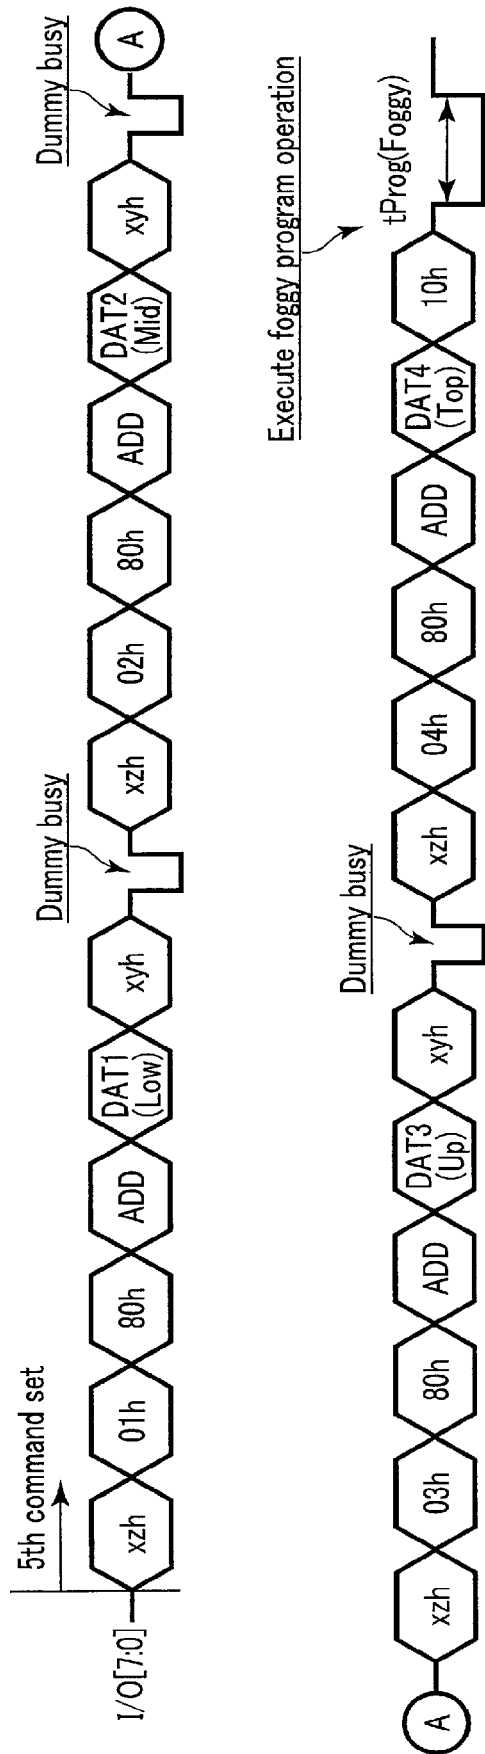 5th command set
I/O[7:0]
xzh
01h
80h
ADD
DAT1
(Low)
xyh
Dummy busy
xzh
02h
80h
ADD
DAT2
(Mid)
xyh
Dummy busy
A
A
xzh
03h
80h
ADD
DAT3
(Up)
xyh
Dummy busy
xzh
04h
80h
ADD
DAT4
(Top)
10h
Execute foggy program operation
tProg(Foggy)